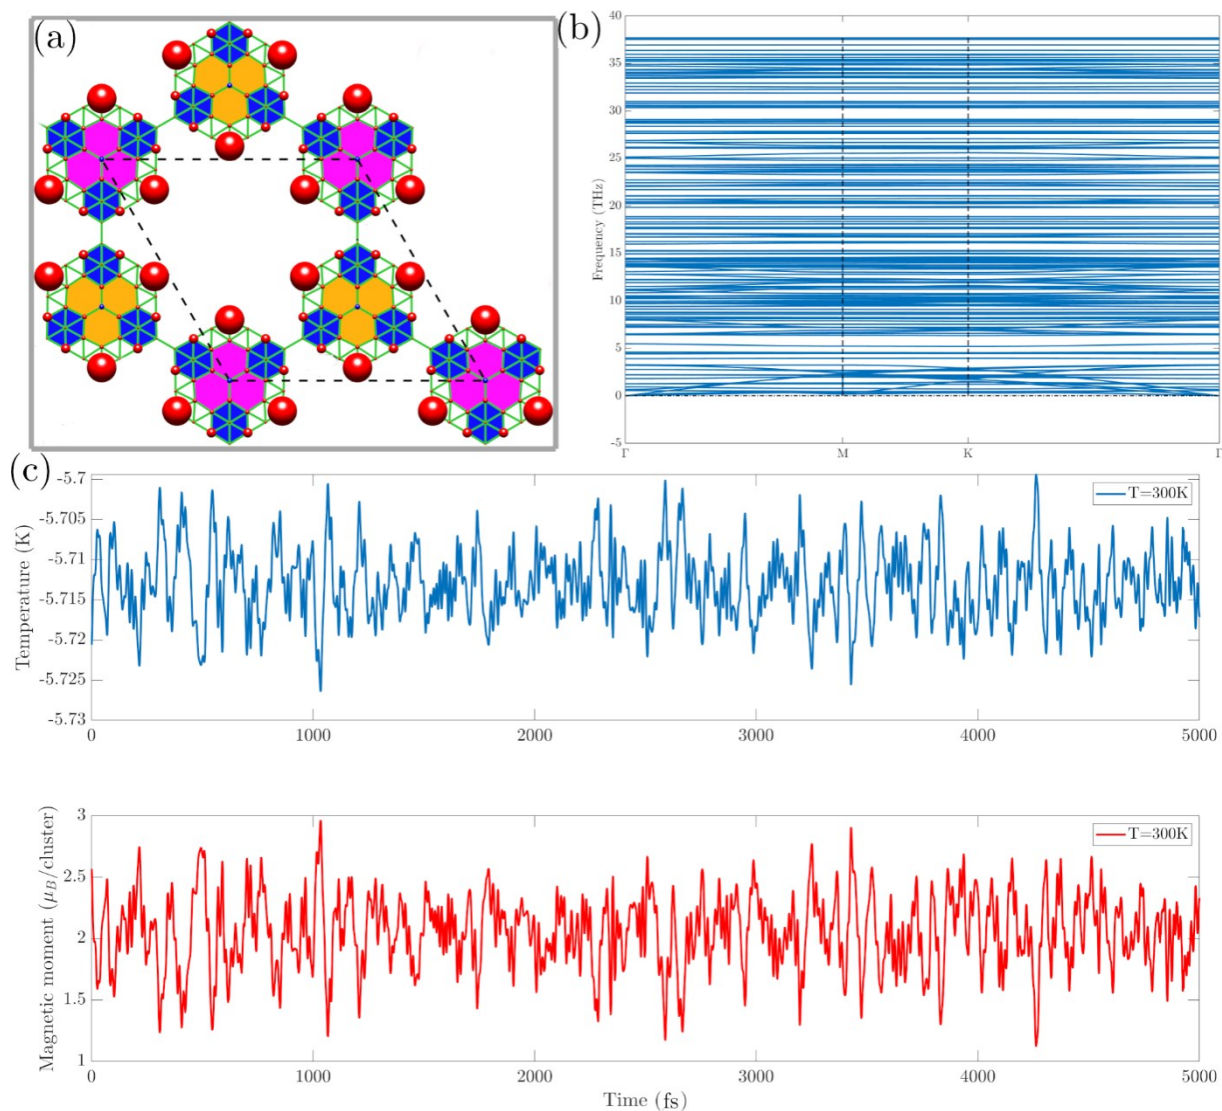 (a)
(b)
40
35
30
25
20
15
10
5
0
-5
Frequency (THz)
Γ
M
K
Γ
(c)
-5.7
-5.705
-5.71
-5.715
-5.72
-5.725
-5.73
Temperature (K)
T=300K
0
1000
2000
3000
4000
5000
3
2.5
2
1.5
1
Magnetic moment (μB/cluster)
T=300K
0
1000
2000
3000
4000
5000
Time (fs)